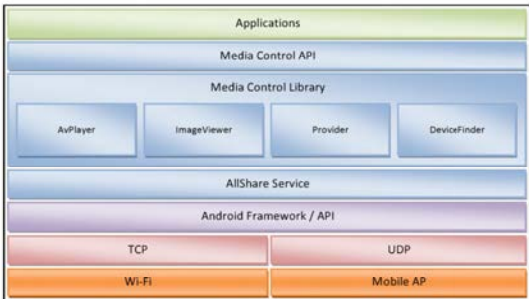 Applications
Media Control API
Media Control Library
AvPlayer ImageViewer Provider DeviceFinder
AllShare Service
Android Framework / API
TCP UDP
Wi-Fi Mobile AP